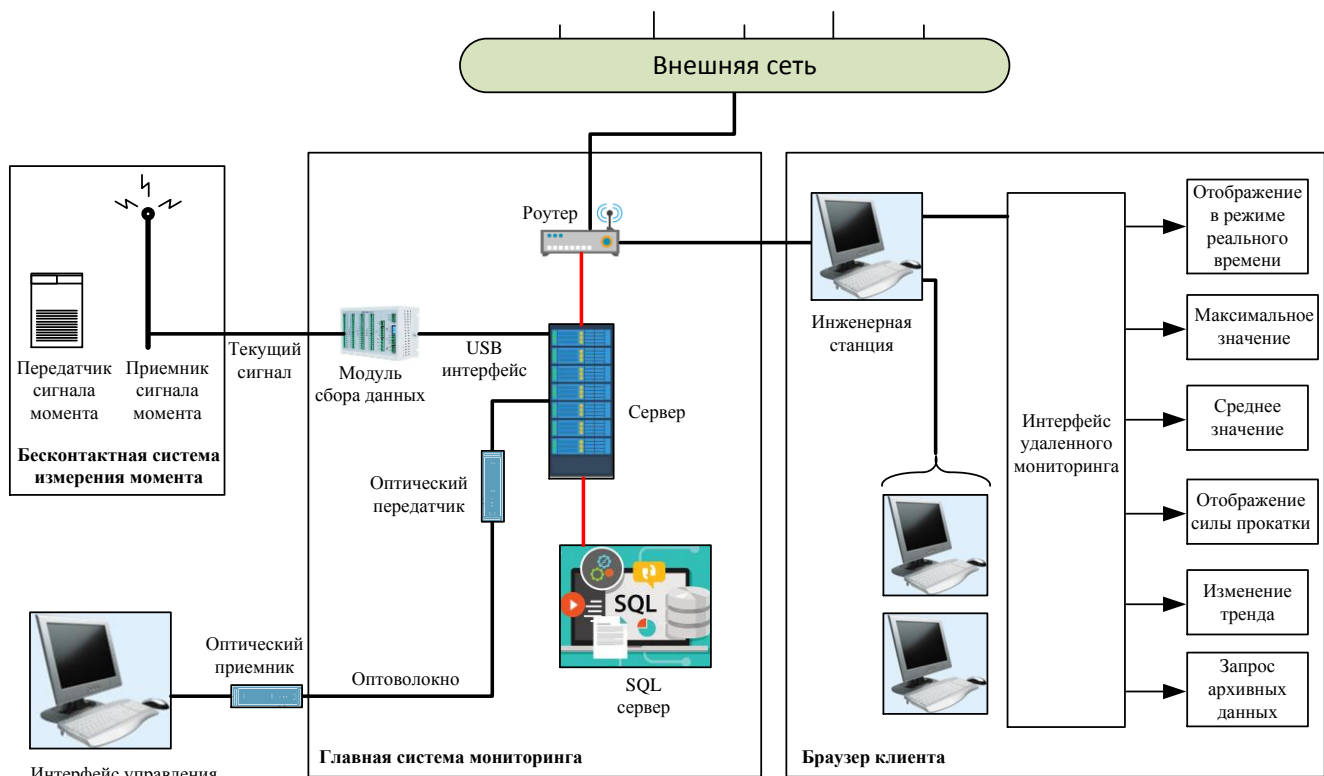 Внешняя сеть
Передатчик
сигнала
момента
Приемник
сигнала
момента
Бесконтактная система
измерения момента
Текущий
сигнал
Модуль
сбора данных
USB
интерфейс
Роутер
Сервер
Оптический
передатчик
SQL
SQL
сервер
Оптический
приемник
Оптоволокно
Интерфейс управления
Главная система мониторинга
Инженерная
станция
Интерфейс
удаленного
мониторинга
Отображение
в режиме
реального
времени
Максимальное
значение
Среднее
значение
Отображение
силы прокатки
Изменение
тренда
Запрос
архивных
данных
Браузер клиента